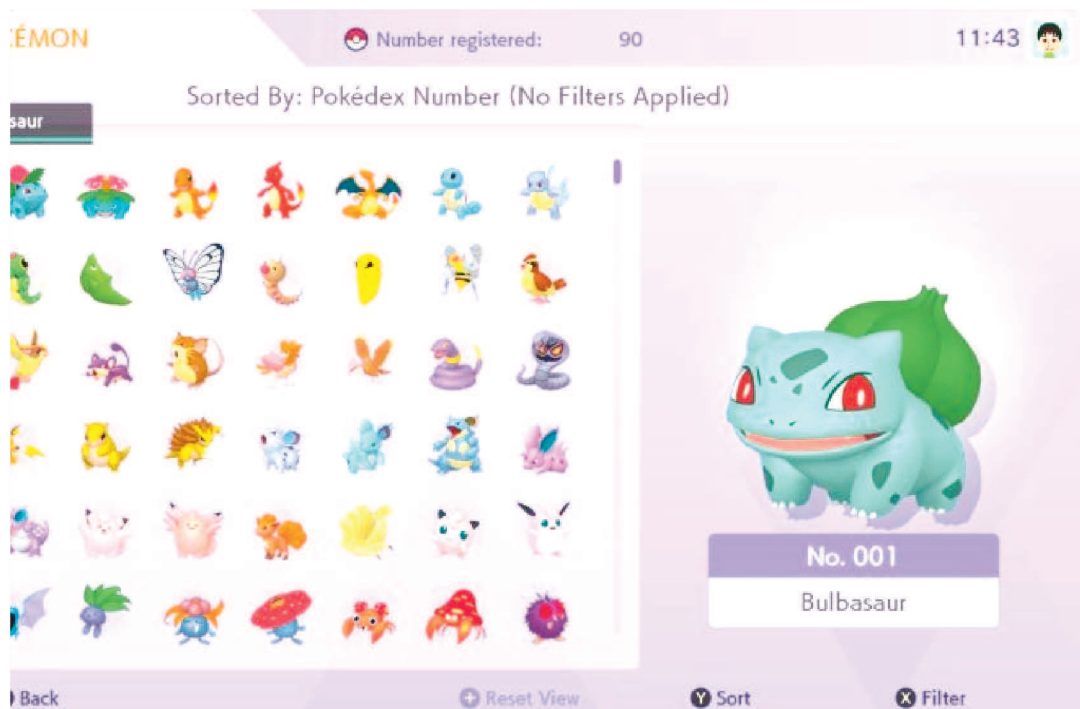 ÉMON
Number registered: 90
11:43
Sorted By: Pokédex Number (No Filters Applied)
saur
No. 001
Bulbasaur
Back
+ Reset View
Y Sort
X Filter